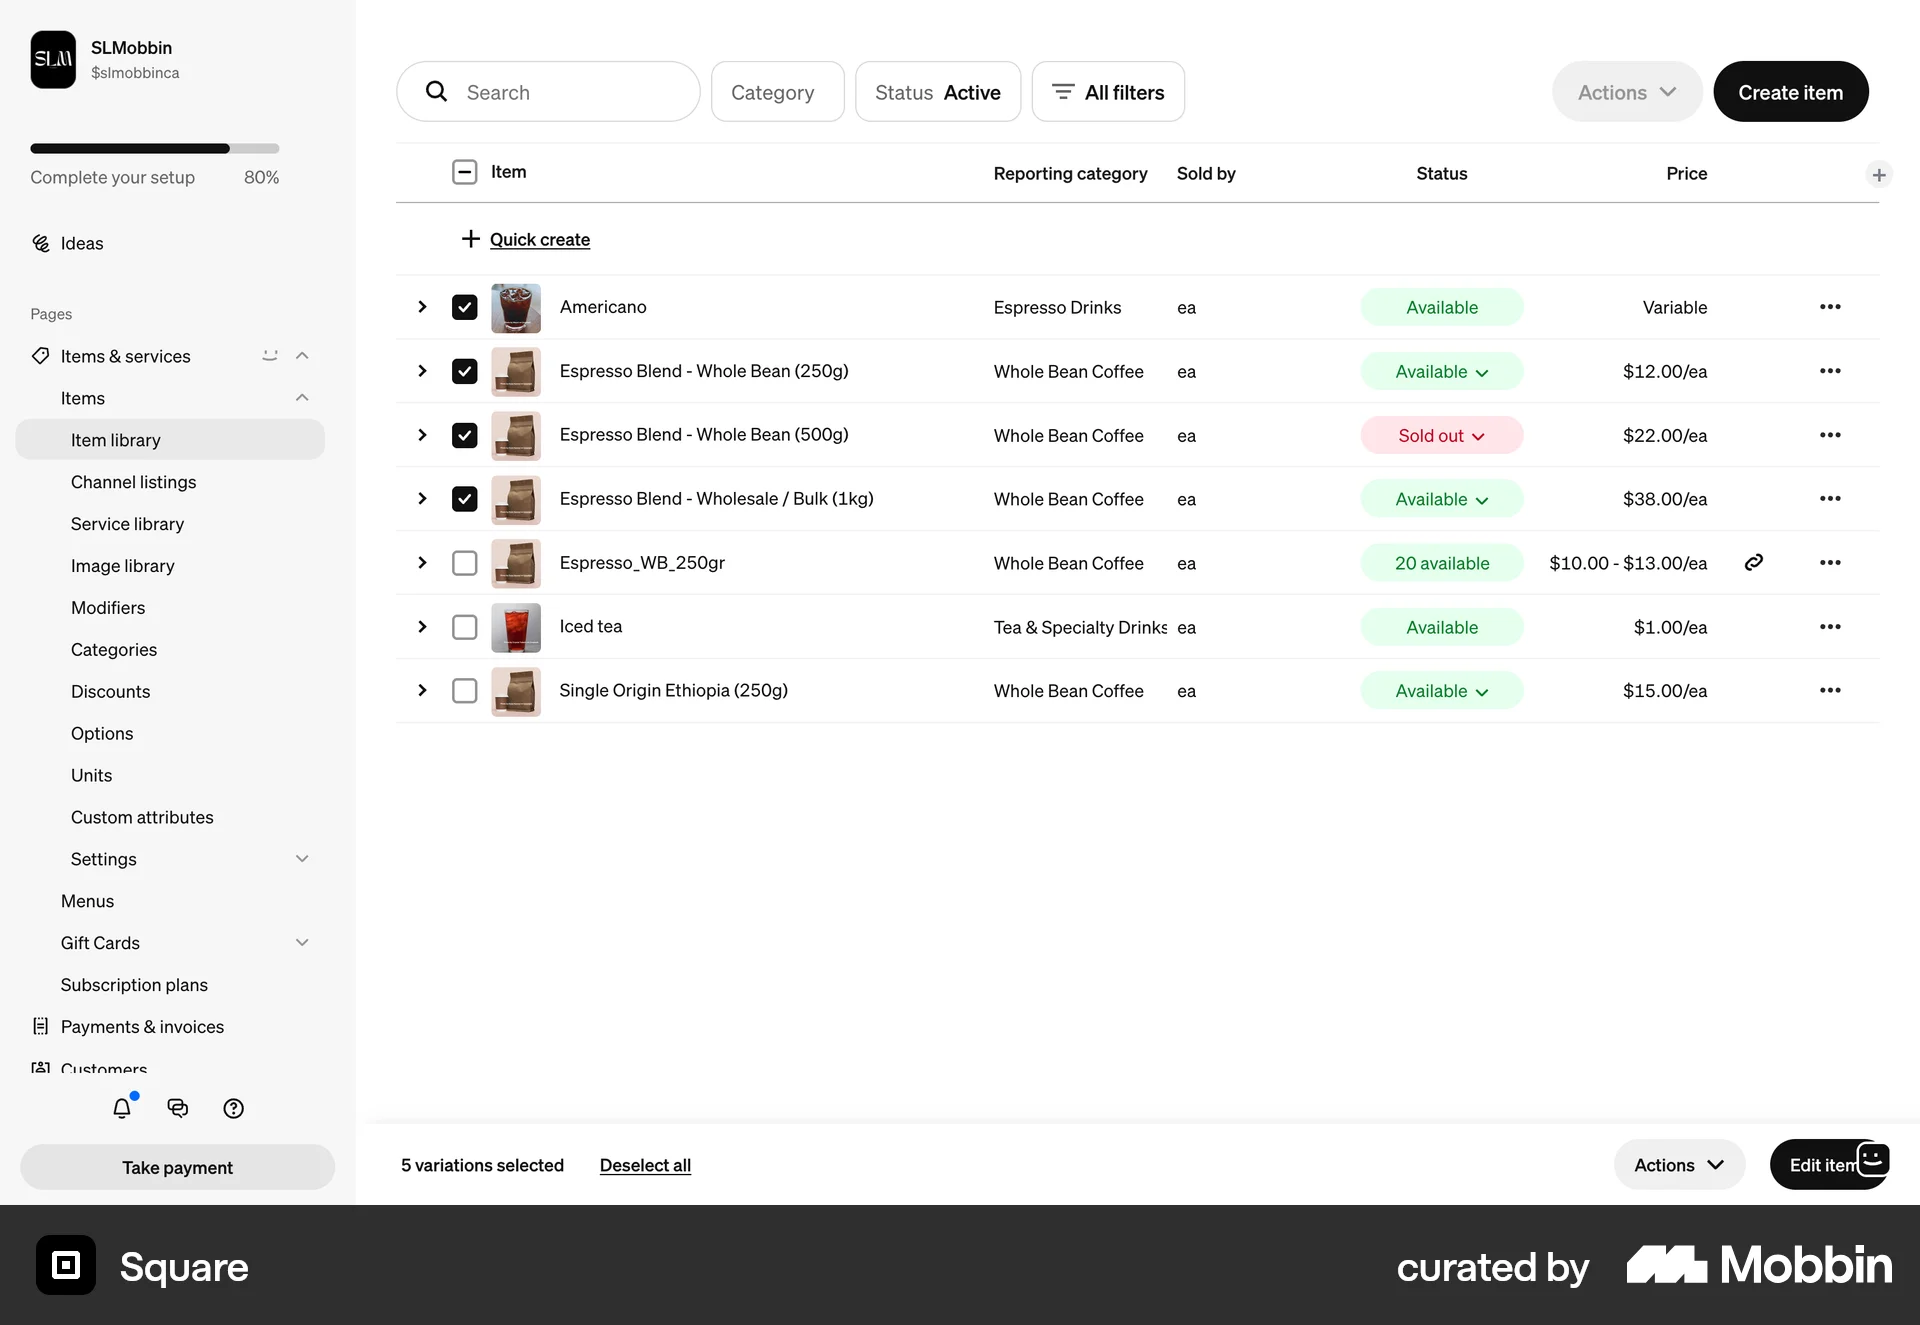 SLM
SLMobbin
$slmobbinca
Complete your setup 80%
Ideas
Pages
Items & services
Items
Item library
Channel listings
Service library
Image library
Modifiers
Categories
Discounts
Options
Units
Custom attributes
Settings
Menus
Gift Cards
Subscription plans
Payments & invoices
Customers
Take payment
Search
Category
Status Active
All filters
Actions
Create item
Item Reporting category Sold by Status Price
Quick create
Americano Espresso Drinks ea Available Variable
Espresso Blend - Whole Bean (250g) Whole Bean Coffee ea Available $12.00/ea
Espresso Blend - Whole Bean (500g) Whole Bean Coffee ea Sold out $22.00/ea
Espresso Blend - Wholesale / Bulk (1kg) Whole Bean Coffee ea Available $38.00/ea
Espresso_WB_250gr Whole Bean Coffee ea 20 available $10.00 - $13.00/ea
Iced tea Tea & Specialty Drinks ea Available $1.00/ea
Single Origin Ethiopia (250g) Whole Bean Coffee ea Available $15.00/ea
5 variations selected Deselect all Actions Edit item
Square
curated by Mobbin